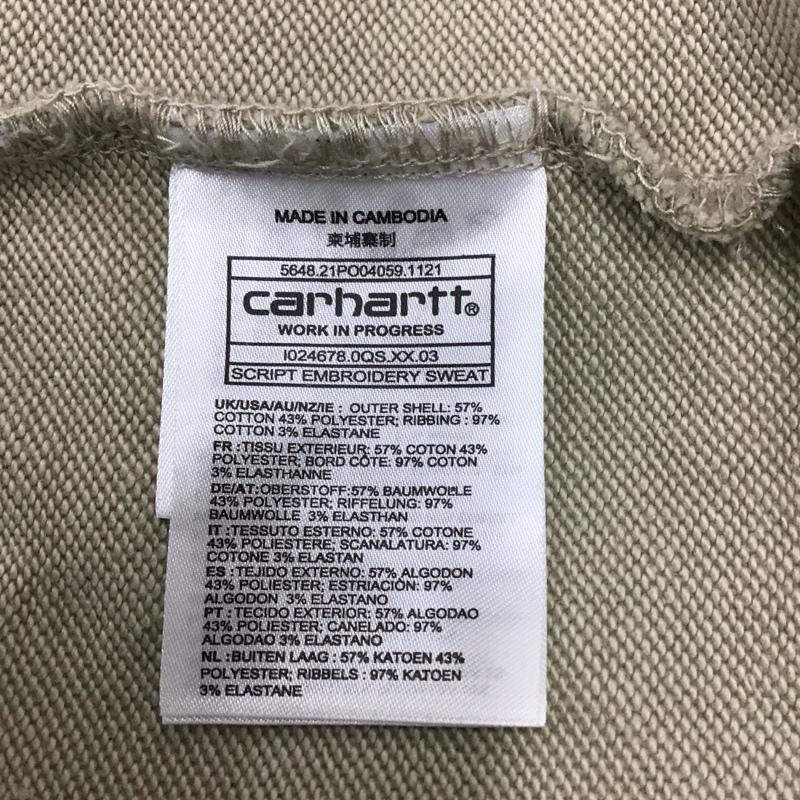 MADE IN CAMBODIA
柬埔寨制
5648.21PO04059.1121
carhartt®
WORK IN PROGRESS
I024678.0QS.XX.03
SCRIPT EMBROIDERY SWEAT
UK/USA/AU/NZ/IE : OUTER SHELL: 57%
COTTON 43% POLYESTER; RIBBING : 97%
COTTON 3% ELASTANE
FR :TISSU EXTERIEUR: 57% COTON 43%
POLYESTER; BORD CÔTE: 97% COTON
3% ELASTHANNE
DE/AT:OBERSTOFF:57% BAUMWOLLE
43% POLYESTER; RIFFELUNG: 97%
BAUMWOLLE 3% ELASTHAN
IT :TESSUTO ESTERNO: 57% COTONE
43% POLIESTERE; SCANALATURA: 97%
COTONE 3% ELASTAN
ES :TEJIDO EXTERNO: 57% ALGODON
43% POLIESTER; ESTRIACIÓN: 97%
ALGODON 3% ELASTANO
PT : TECIDO EXTERIOR: 57% ALGODAO
43% POLIESTER; CANELADO: 97%
ALGODAO 3% ELASTANO
NL :BUITEN LAAG : 57% KATOEN 43%
POLYESTER; RIBBELS : 97% KATOEN
3% ELASTANE